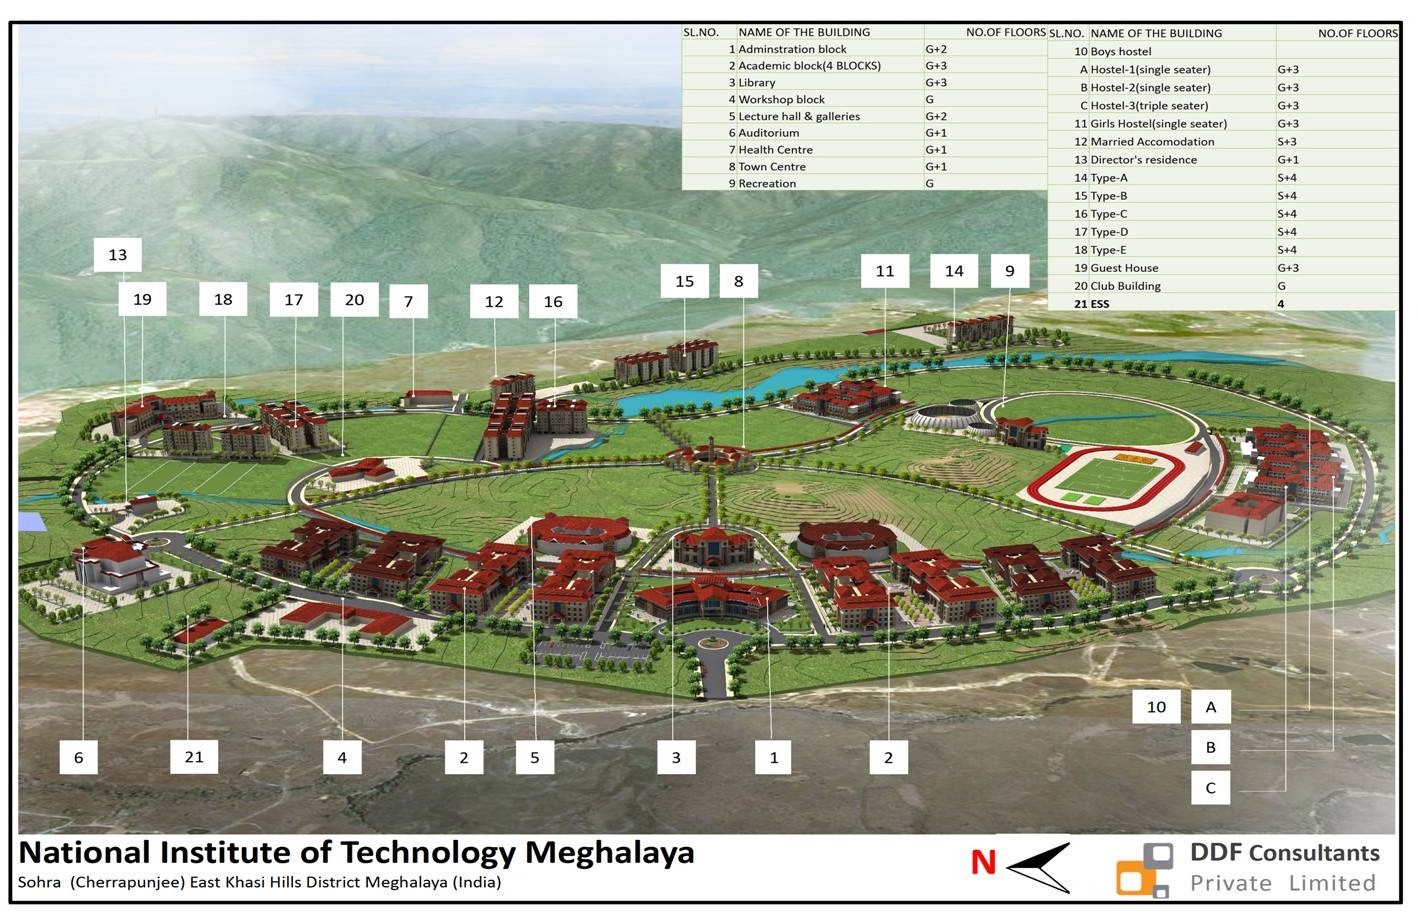 SL.NO. NAME OF THE BUILDING NO.OF FLOORS
1 Adminstration block G+2
2 Academic block(4 BLOCKS) G+3
3 Library G+3
4 Workshop block G
5 Lecture hall & galleries G+2
6 Auditorium G+1
7 Health Centre G+1
8 Town Centre G+1
9 Recreation G
SL.NO. NAME OF THE BUILDING NO.OF FLOORS
10 Boys hostel
A Hostel-1(single seater) G+3
B Hostel-2(single seater) G+3
C Hostel-3(triple seater) G+3
11 Girls Hostel(single seater) G+3
12 Married Accomodation S+3
13 Director's residence G+1
14 Type-A S+4
15 Type-B S+4
16 Type-C S+4
17 Type-D S+4
18 Type-E S+4
19 Guest House G+3
20 Club Building G
21 ESS 4
13
19 18 17 20 7 12 16 15 8 11 14 9
10 A
B
C
6 21 4 2 5 3 1 2
National Institute of Technology Meghalaya
Sohra (Cherrapunjee) East Khasi Hills District Meghalaya (India)
N
DDF Consultants
Private Limited